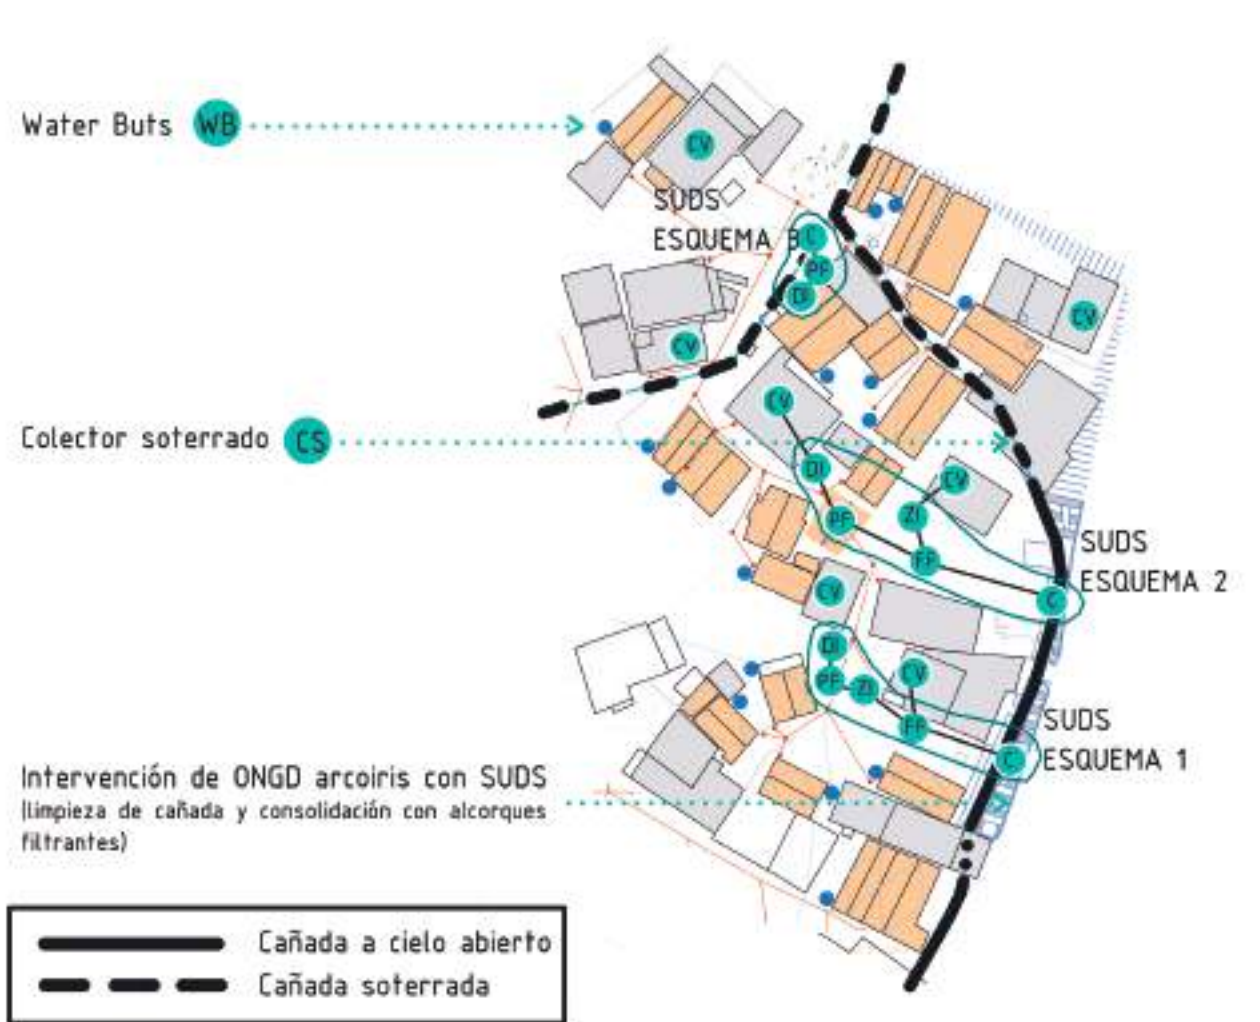 Water Buts WB
CV
SUDS
ESQUEMA 3
C
PF
DI
CV
CV
CV
Colector soterrado CS
DI
CV
ZI
PF
FF
SUDS
ESQUEMA 2
C
CV
DI
PF
ZI
CV
FF
SUDS
ESQUEMA 1
C
Intervención de ONGD arcoiris con SUDS
(limpieza de cañada y consolidación con alcorques
filtrantes)
Cañada a cielo abierto
Cañada soterrada